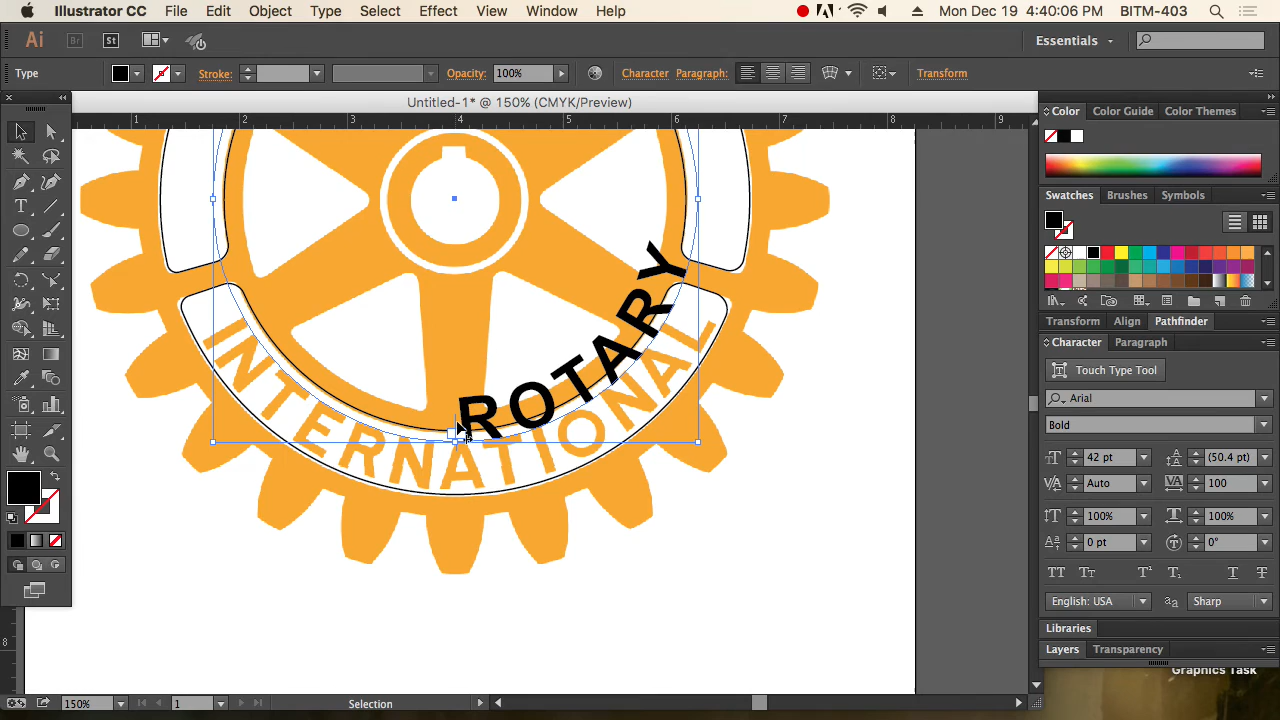 Illustrator CC File Edit Object Type Select Effect View Window Help Mon Dec 19 4:40:06 PM BITM-403
Ai Br St Essentials
Type Stroke: Opacity: 100% Character Paragraph: Transform
Untitled-1* @ 150% (CMYK/Preview)
1 2 3 4 5 6 7 8 9
8
ROTARY
INTERNATIONAL
Color Color Guide Color Themes
Swatches Brushes Symbols
Transform Align Pathfinder
Character Paragraph
Touch Type Tool
Arial
Bold
42 pt (50.4 pt)
Auto 100
100% 100%
0 pt 0°
English: USA Sharp
Libraries
Layers Transparency
Graphics Task
150% 1 Selection